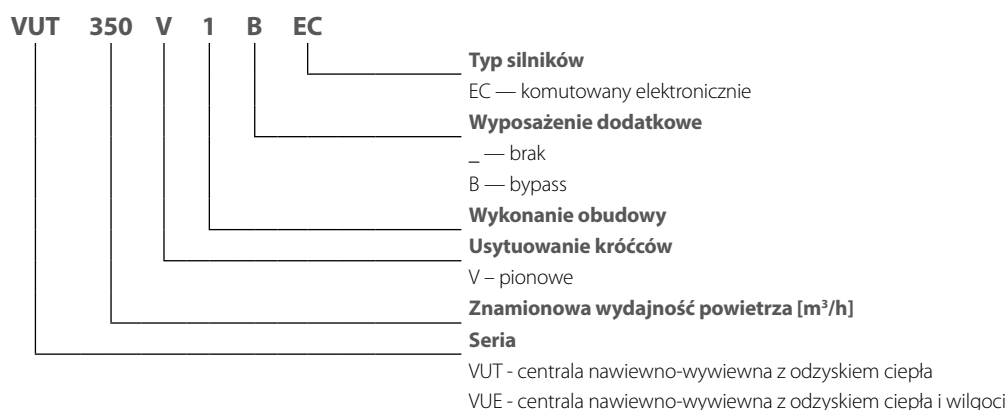 VUT 350 V 1 B EC
Typ silników
EC — komutowany elektronicznie
Wyposażenie dodatkowe
_ — brak
B — bypass
Wykonanie obudowy
Usytuowanie króćców
V – pionowe
Znamionowa wydajność powietrza [m³/h]
Seria
VUT - centrala nawiewno-wywiewna z odzyskiem ciepła
VUE - centrala nawiewno-wywiewna z odzyskiem ciepła i wilgoci